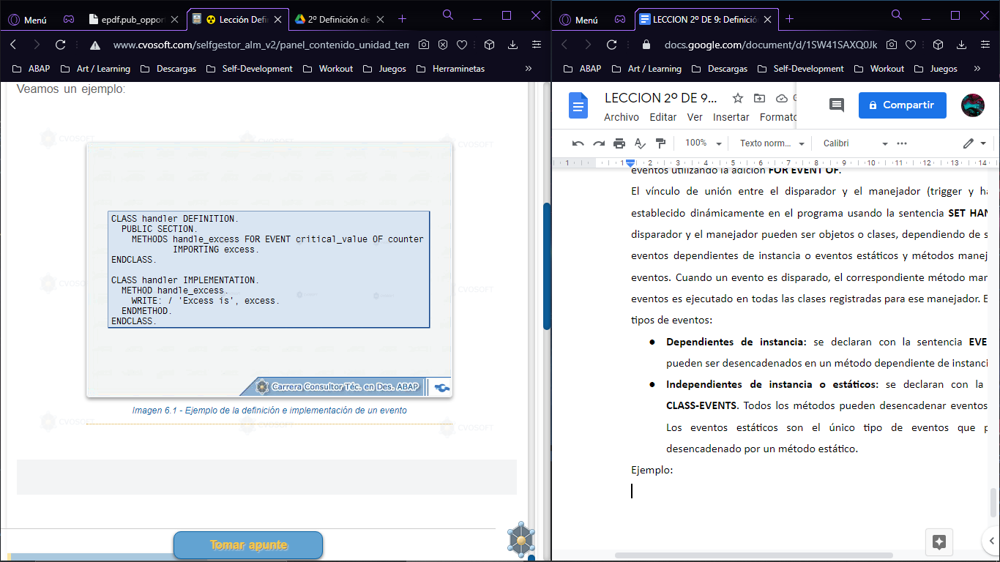 Menú
epdf.pub_oppor
Lección Defi
2º Definición de
www.cvosoft.com/selfgestor_alm_v2/panel_contenido_unidad_tem
ABAP
Art / Learning
Descargas
Self-Development
Workout
Juegos
Herraminetas
»
Veamos un ejemplo:
CVOSOFT
CVOSOFT
CVOSOFT
CLASS handler DEFINITION.
PUBLIC SECTION.
METHODS handle_excess FOR EVENT critical_value OF counter
IMPORTING excess.
ENDCLASS.
CLASS handler IMPLEMENTATION.
METHOD handle_excess.
WRITE: / 'Excess is', excess.
ENDMETHOD.
ENDCLASS.
Carrera Consultor Téc. en Des. ABAP
Imagen 6.1 - Ejemplo de la definición e implementación de un evento
CVOSOFT
CVOSOFT
CVOSOFT
Tomar apunte
Menú
LECCION 2º DE 9: Definició
docs.google.com/document/d/1SW41SAXQ0Jk
ABAP
Art / Learning
Descargas
Self-Development
Workout
Juegos
»
LECCION 2º DE 9...
Archivo Editar Ver Insertar Formato
Compartir
100%
Texto norm...
Calibri
1 1 2 3 4 5 6 7 8 9 10 11 12 13 14
eventos utilizando la adición FOR EVENT OF.
El vínculo de unión entre el disparador y el manejador (trigger y ha
establecido dinámicamente en el programa usando la sentencia SET HAN
disparador y el manejador pueden ser objetos o clases, dependiendo de s
eventos dependientes de instancia o eventos estáticos y métodos manej
eventos. Cuando un evento es disparado, el correspondiente método mar
eventos es ejecutado en todas las clases registradas para ese manejador. E
tipos de eventos:
● Dependientes de instancia: se declaran con la sentencia EVE
pueden ser desencadenados en un método dependiente de instanci
● Independientes de instancia o estáticos: se declaran con la
CLASS-EVENTS. Todos los métodos pueden desencadenar eventos
Los eventos estáticos son el único tipo de eventos que p
desencadenado por un método estático.
Ejemplo: